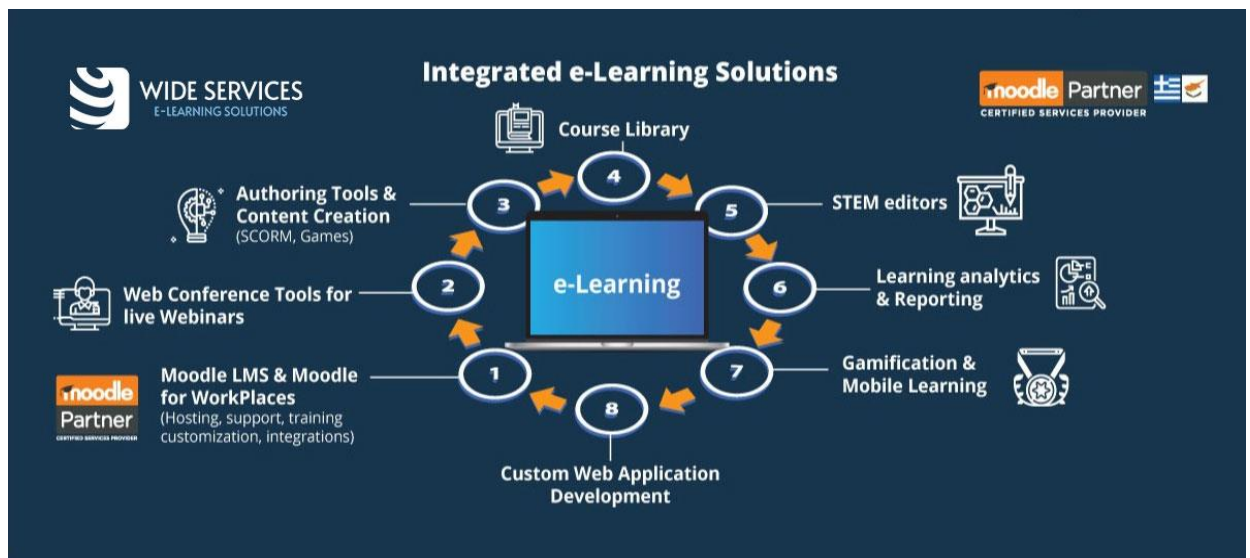 WIDE SERVICES
E-LEARNING SOLUTIONS
Integrated e-Learning Solutions
moodle Partner
CERTIFIED SERVICES PROVIDER
Course Library
4
Authoring Tools &
Content Creation
(SCORM, Games)
3
5
STEM editors
e-Learning
Web Conference Tools for
live Webinars
2
6
Learning analytics
& Reporting
moodle
Partner
CERTIFIED SERVICES PROVIDER
Moodle LMS & Moodle
for WorkPlaces
(Hosting, support, training
customization, integrations)
1
7
Gamification &
Mobile Learning
8
Custom Web Application
Development